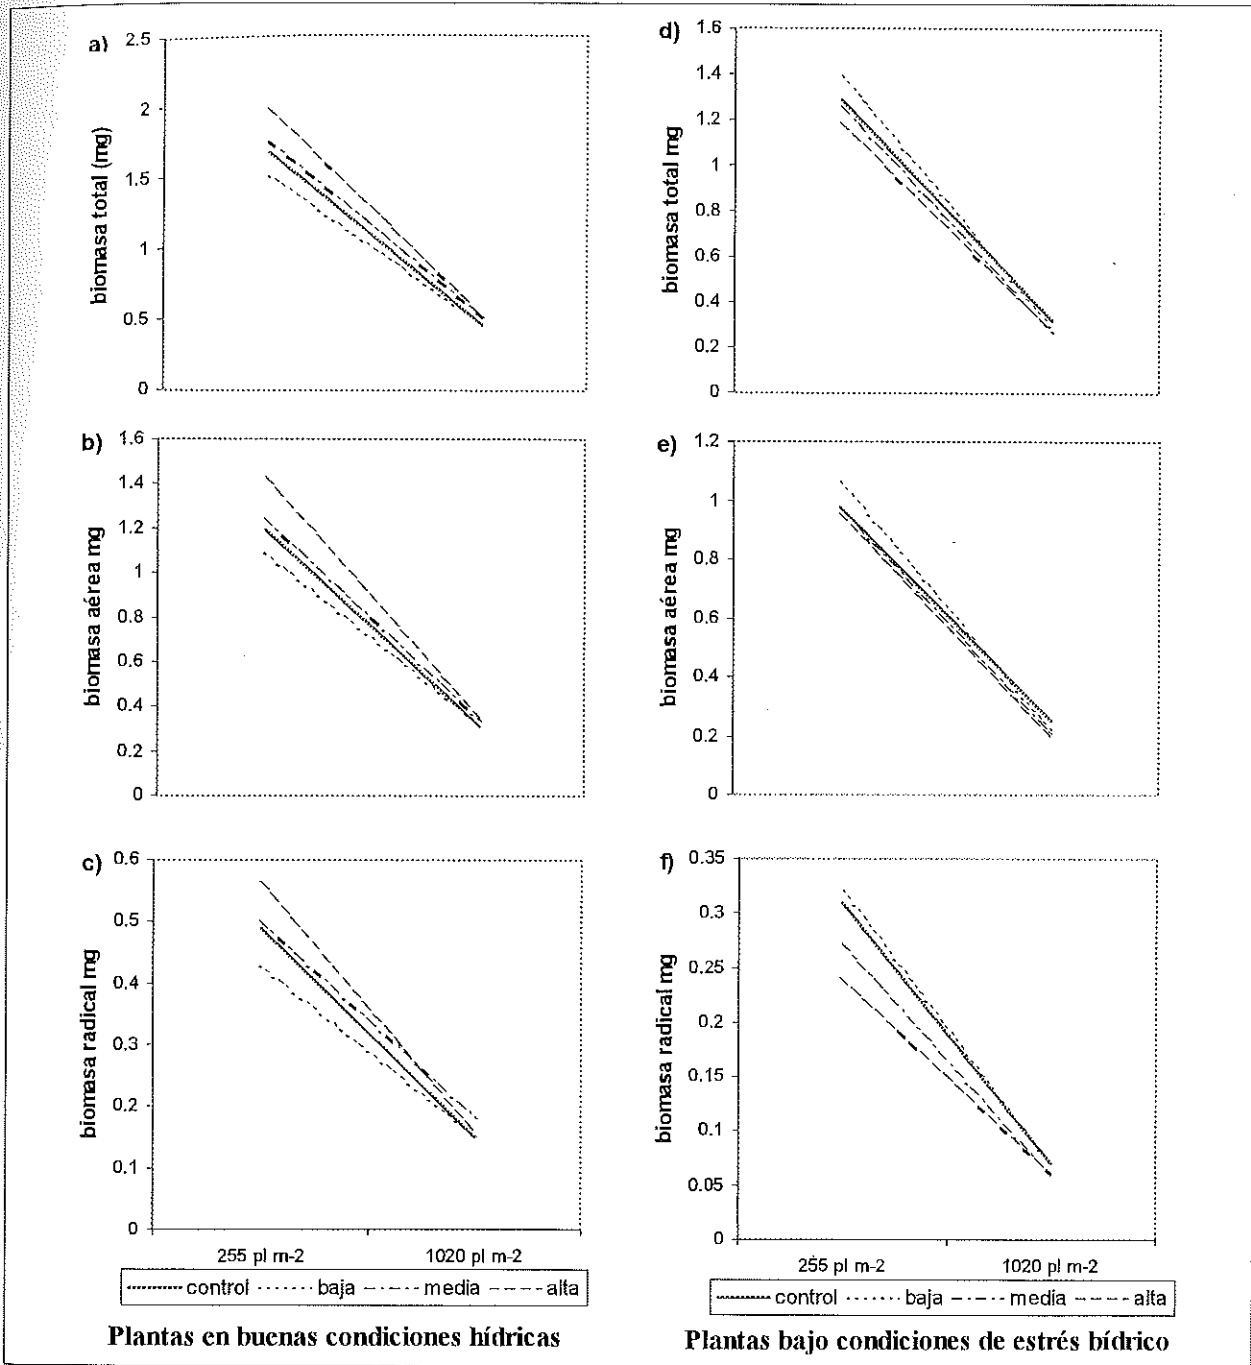 a)
2.5
2
1.5
1
0.5
0
biomasa total (mg)
b)
1.6
1.4
1.2
1
0.8
0.6
0.4
0.2
0
biomasa aérea mg
c)
0.6
0.5
0.4
0.3
0.2
0.1
0
biomasa radical mg
255 pl m-2 1020 pl m-2
control baja media alta
Plantas en buenas condiciones hídricas
d)
1.6
1.4
1.2
1
0.8
0.6
0.4
0.2
0
biomasa total mg
e)
1.2
1
0.8
0.6
0.4
0.2
0
biomasa aérea mg
f)
0.35
0.3
0.25
0.2
0.15
0.1
0.05
0
biomasa radical mg
255 pl m-2 1020 pl m-2
control baja media alta
Plantas bajo condiciones de estrés bídrico